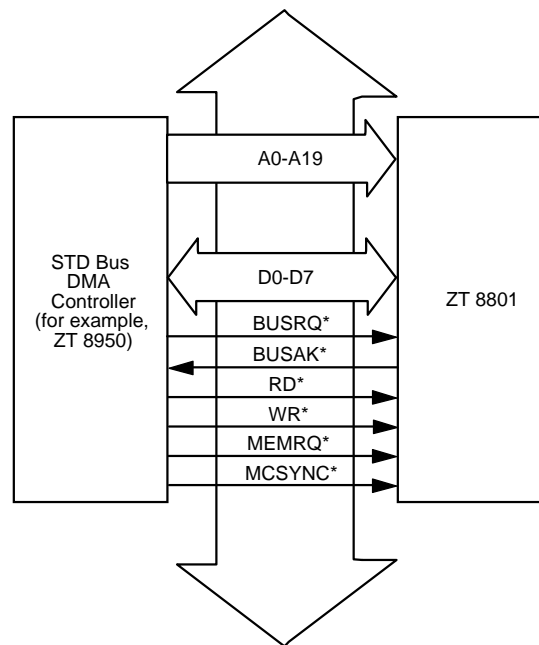 A0-A19
STD Bus
DMA
Controller
(for example,
ZT 8950)
D0-D7
ZT 8801
BUSRQ*
BUSAK*
RD*
WR*
MEMRQ*
MCSYNC*